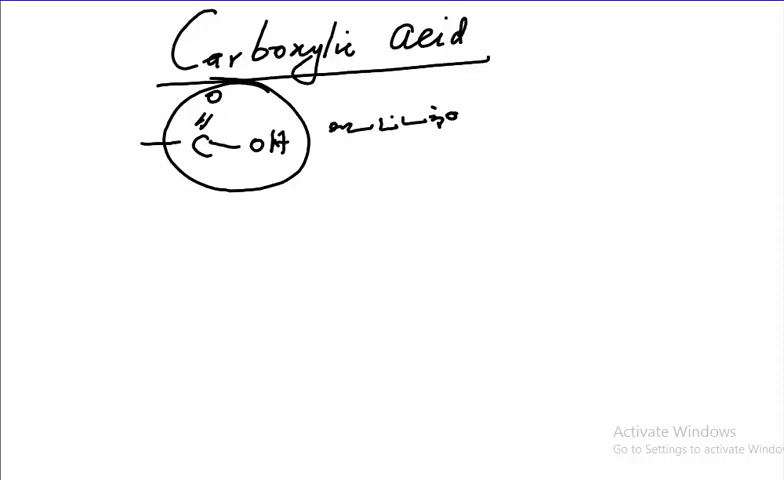 Carboxylic acid
O
||
— C — OH
Activate Windows
Go to Settings to activate Windo